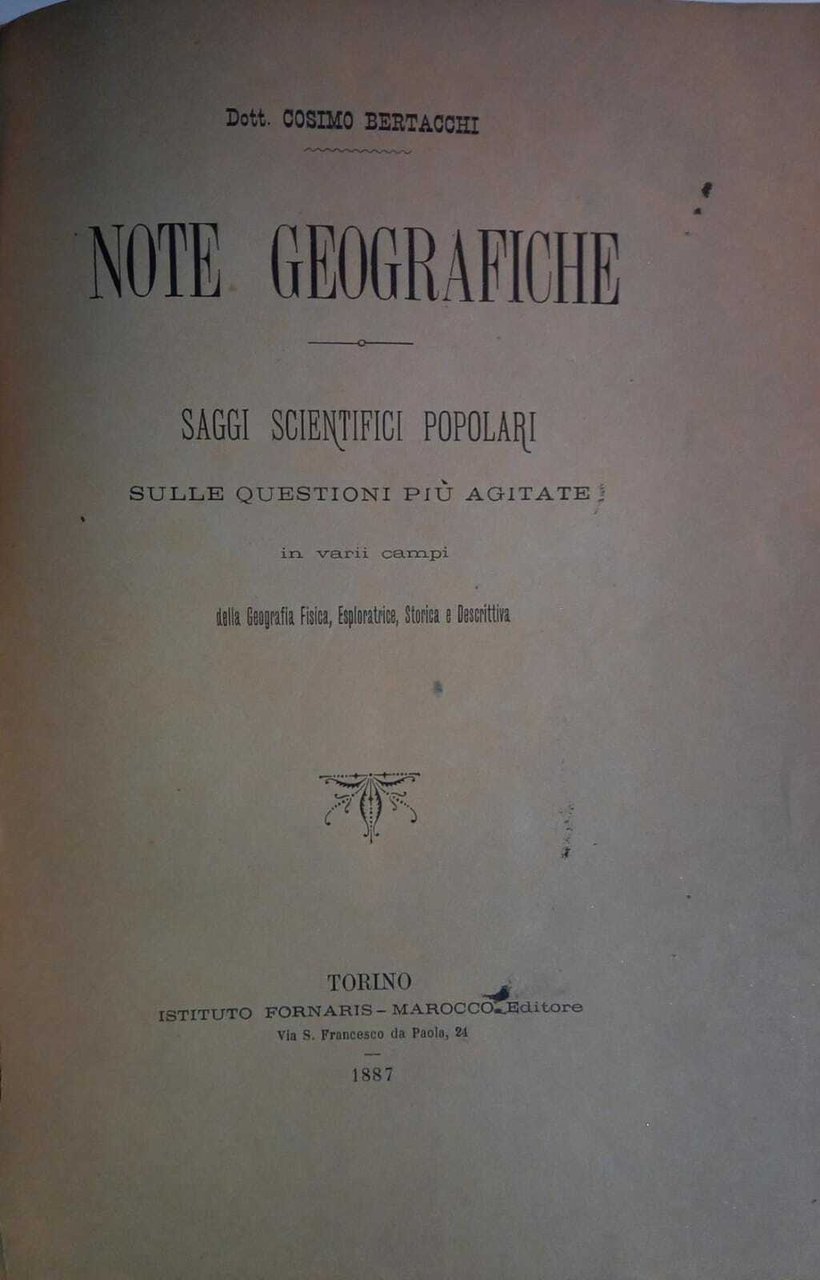 Dott. COSIMO BERTACCHI
NOTE GEOGRAFICHE
SAGGI SCIENTIFICI POPOLARI
SULLE QUESTIONI PIÙ AGITATE
in varii campi
della Geografia Fisica, Esploratrice, Storica e Descrittiva
TORINO
ISTITUTO FORNARIS - MAROCCO Editore
Via S. Francesco da Paola, 24
1887